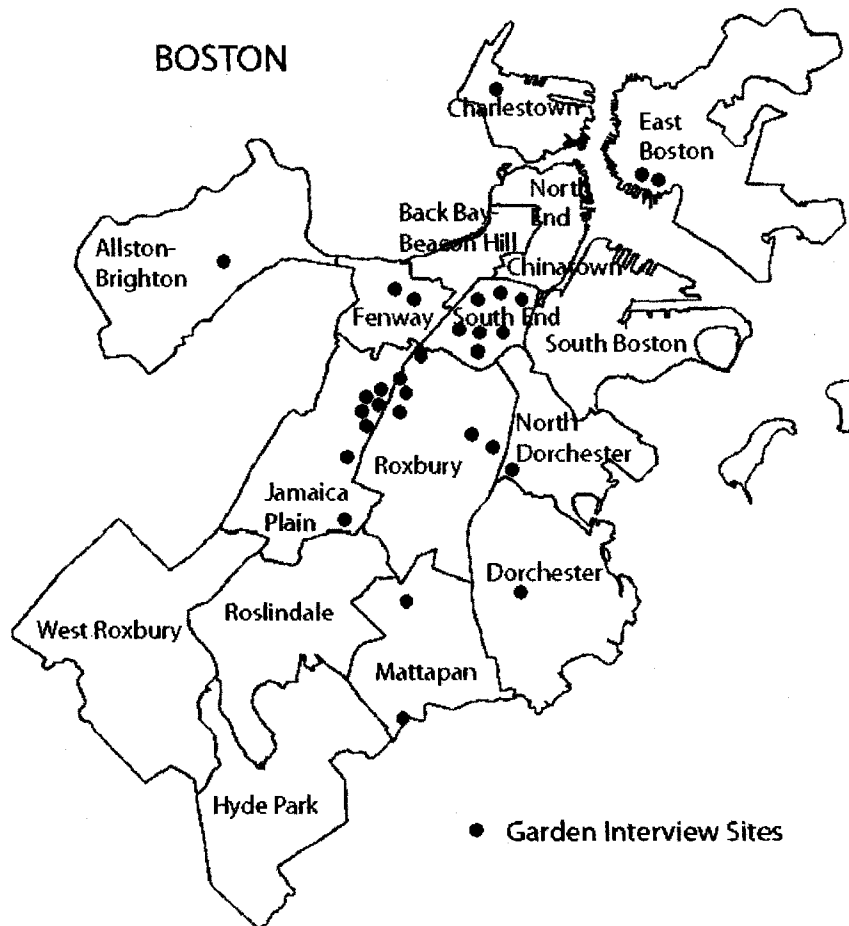 BOSTON
Charlestown
East
Boston
North
End
Back Bay-
Beacon Hill
Allston-
Brighton
Chinatown
Fenway
South End
South Boston
North
Dorchester
Roxbury
Jamaica
Plain
Dorchester
Roslindale
West Roxbury
Mattapan
Hyde Park
Garden Interview Sites